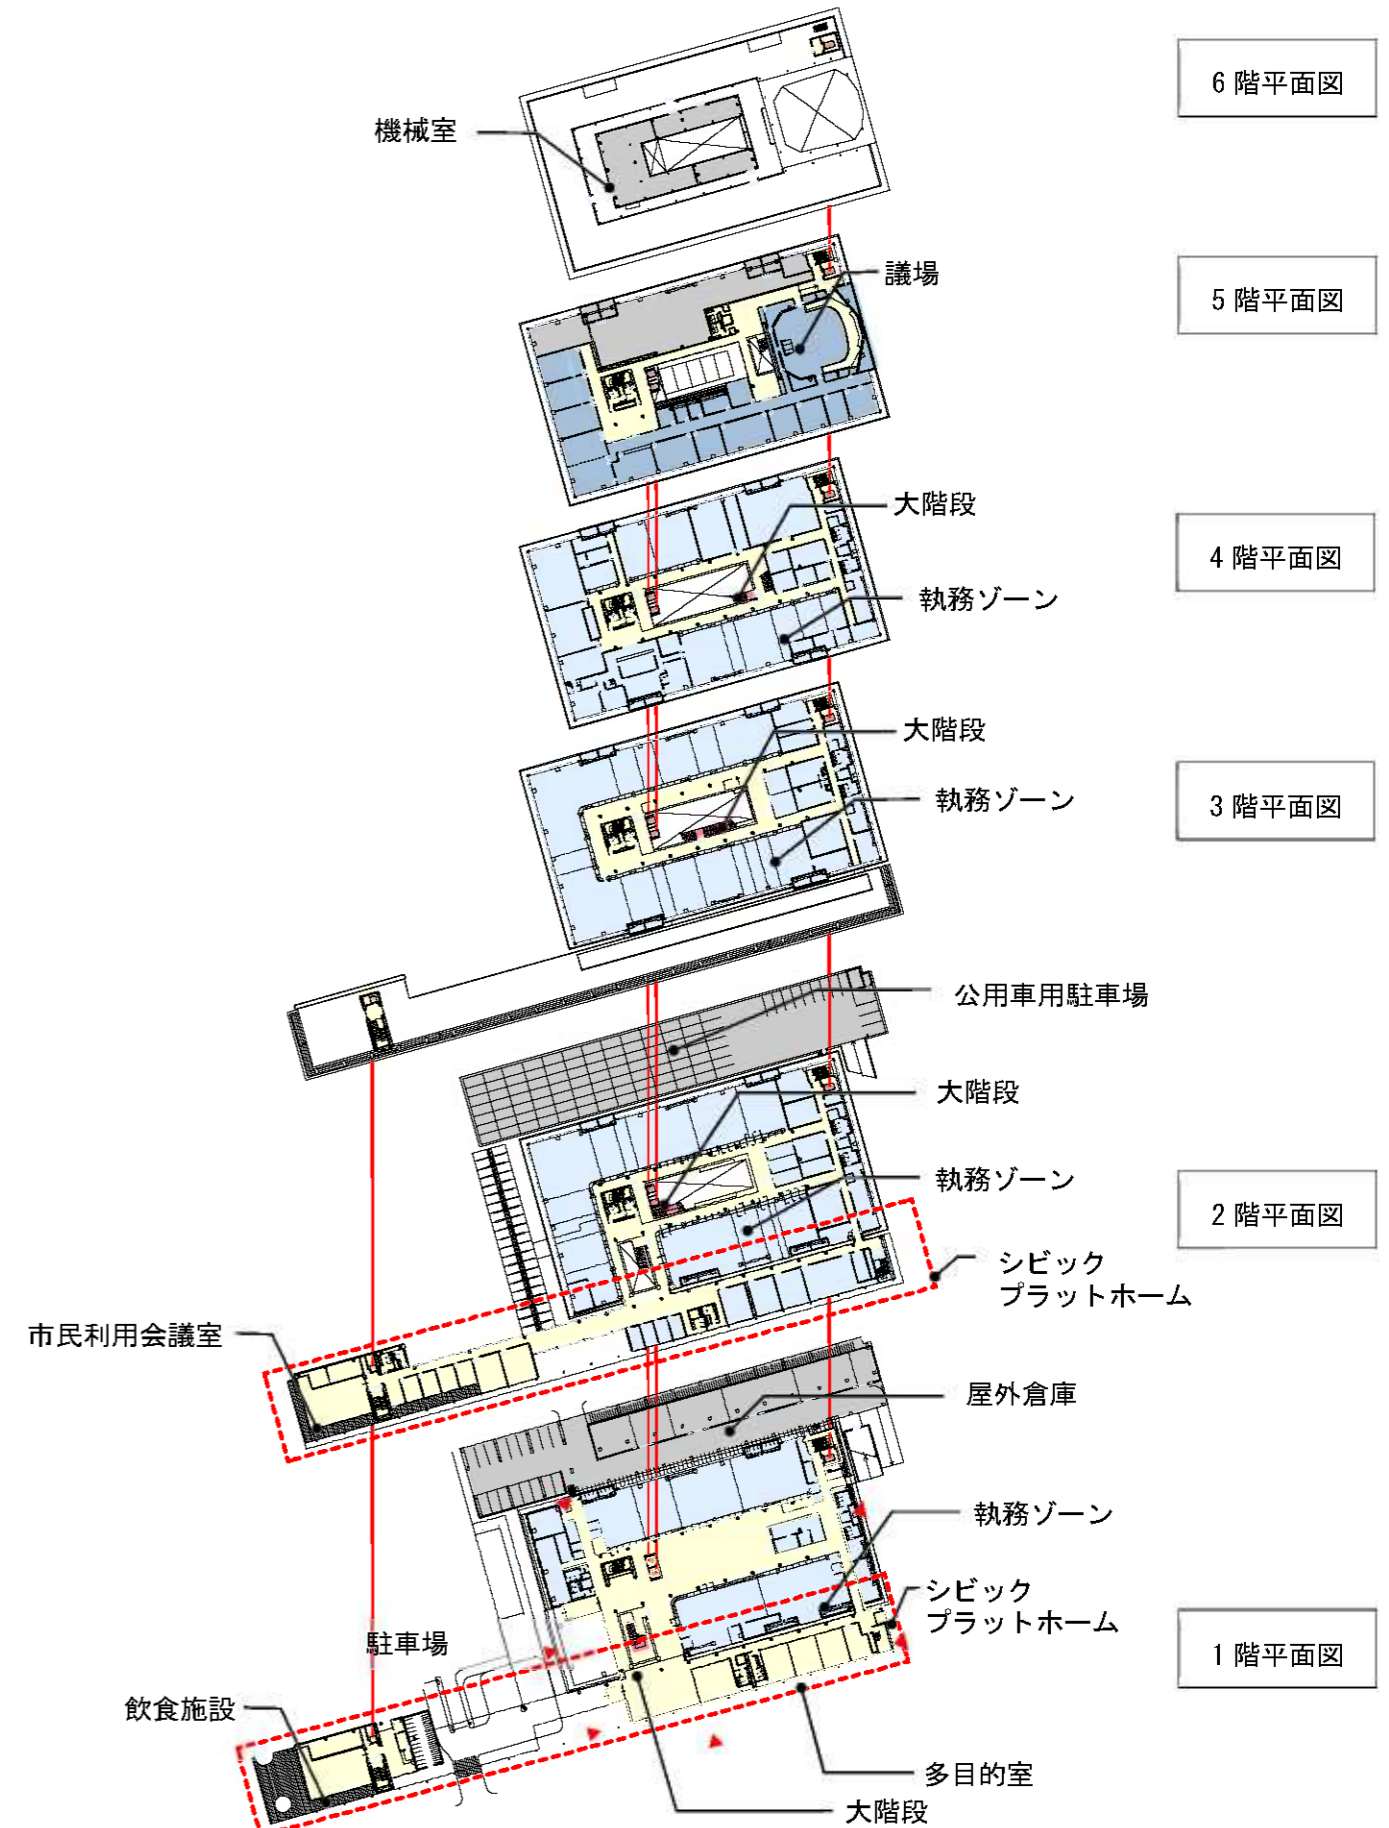 6 階平面図
機械室
5 階平面図
議場
大階段
4 階平面図
執務ゾーン
大階段
執務ゾーン
3 階平面図
公用車用駐車場
大階段
執務ゾーン
2 階平面図
シビック
プラットホーム
市民利用会議室
屋外倉庫
執務ゾーン
シビック
プラットホーム
駐車場
1 階平面図
飲食施設
多目的室
大階段